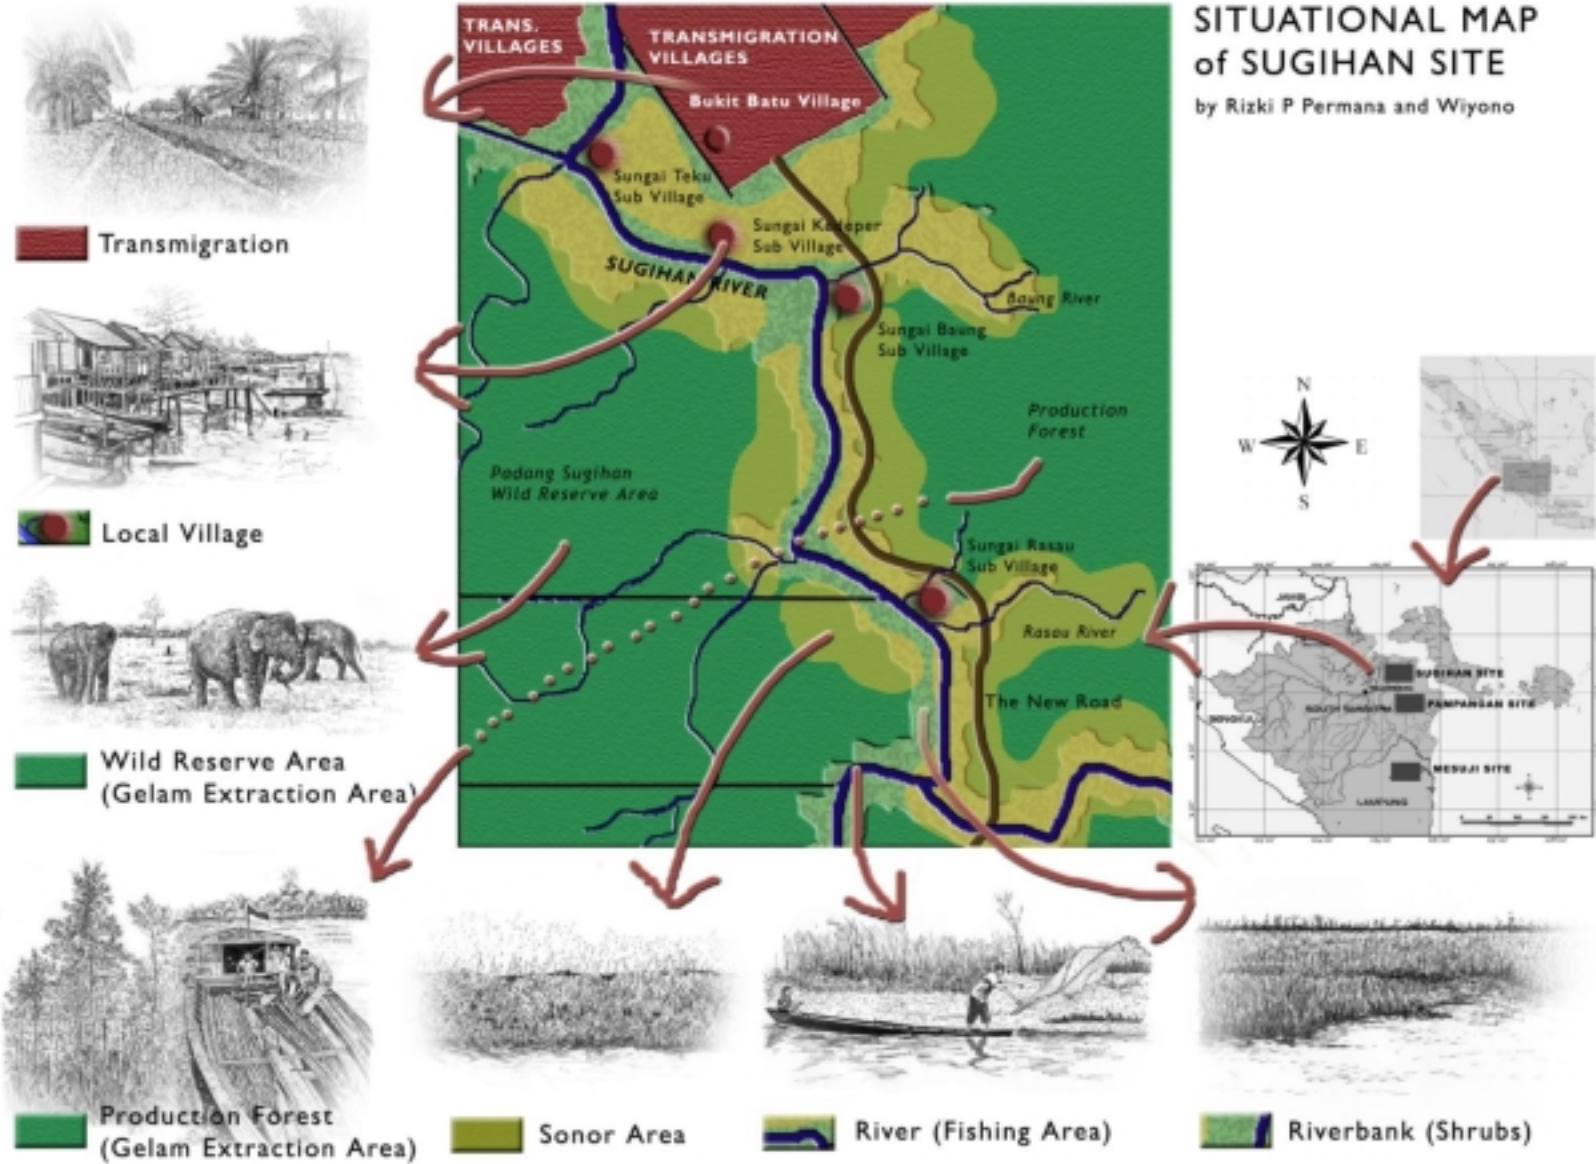 SITUATIONAL MAP
of SUGIHAN SITE
by Rizki P Permana and Wiyono
TRANS.
VILLAGES
TRANSMIGRATION
VILLAGES
Bukit Batu Village
Sungai Teku
Sub Village
Sungai Kedeper
Sub Village
SUGIHAN RIVER
Baung River
Sungai Baung
Sub Village
Production
Forest
Padang Sugihan
Wild Reserve Area
Sungai Rasau
Sub Village
Rasau River
The New Road
Transmigration
Local Village
Wild Reserve Area
(Gelam Extraction Area)
Production Forest
(Gelam Extraction Area)
Sonor Area
River (Fishing Area)
Riverbank (Shrubs)
N
W
E
S
JAMBI
SUGIHAN SITE
PAMPANGAN SITE
BENGKULU
MESUJI SITE
LAMPUNG